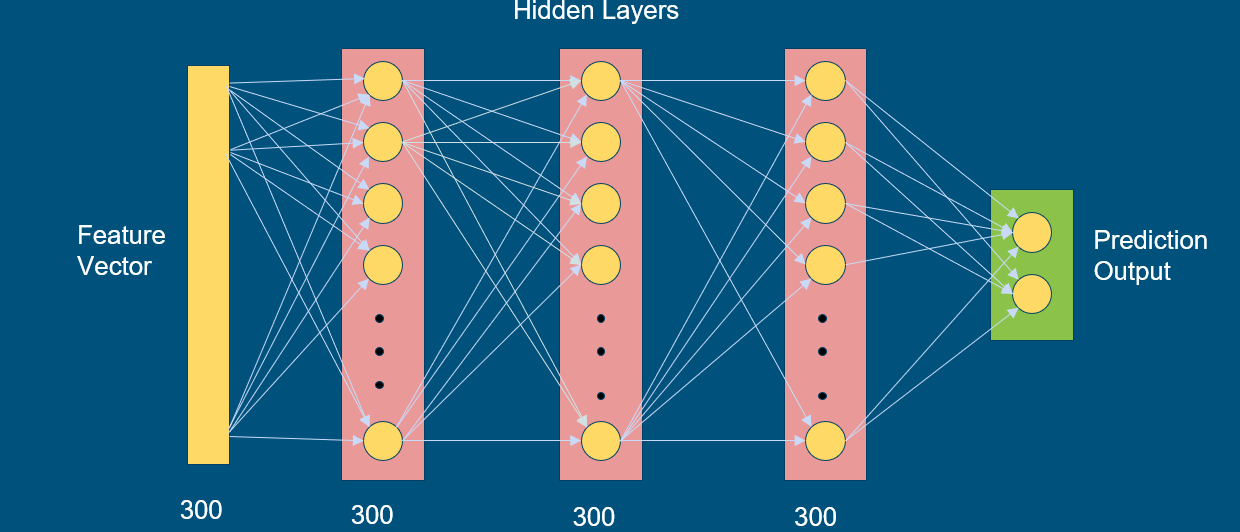 Hidden Layers
Feature
Vector
Prediction
Output
300
300
300
300